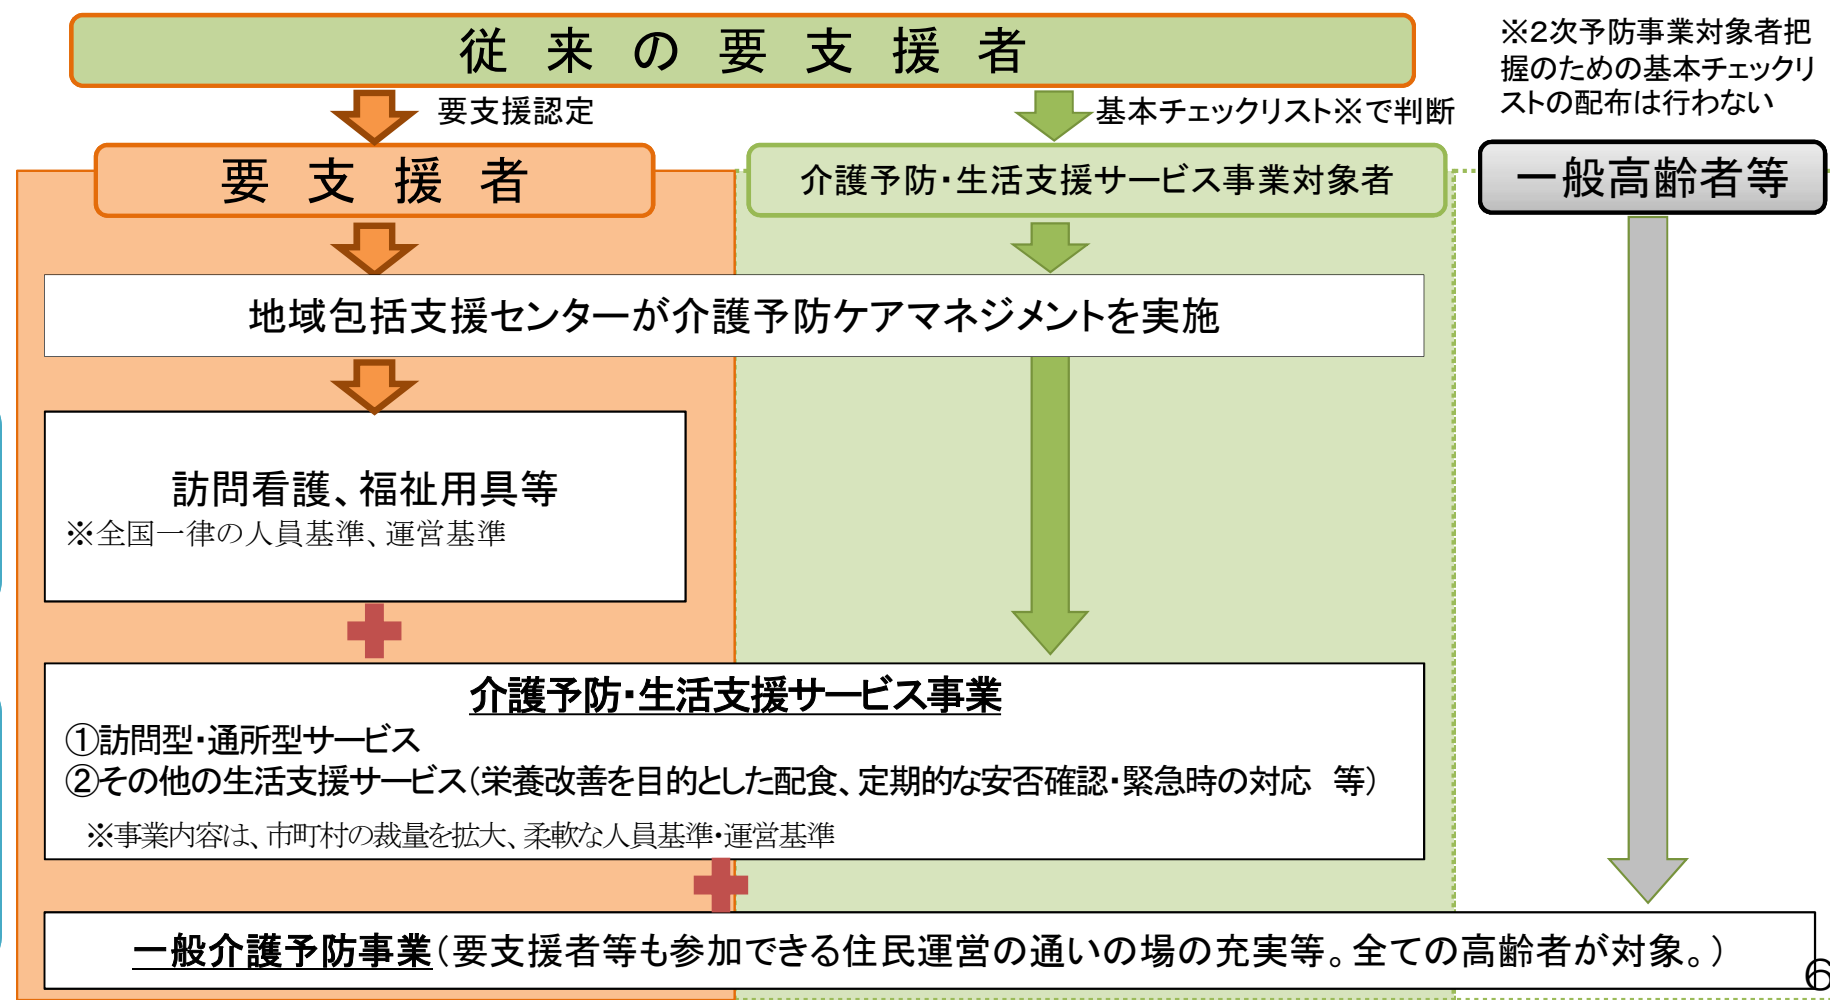 従来の要支援者
※2次予防事業対象者把
握のための基本チェックリ
ストの配布は行わない
要支援認定
基本チェックリスト※で判断
要支援者
介護予防・生活支援サービス事業対象者
一般高齢者等
地域包括支援センターが介護予防ケアマネジメントを実施
訪問看護、福祉用具等
※全国一律の人員基準、運営基準
介護予防・生活支援サービス事業
①訪問型・通所型サービス
②その他の生活支援サービス(栄養改善を目的とした配食、定期的な安否確認・緊急時の対応 等)
※事業内容は、市町村の裁量を拡大、柔軟な人員基準・運営基準
一般介護予防事業(要支援者等も参加できる住民運営の通いの場の充実等。全ての高齢者が対象。)
6